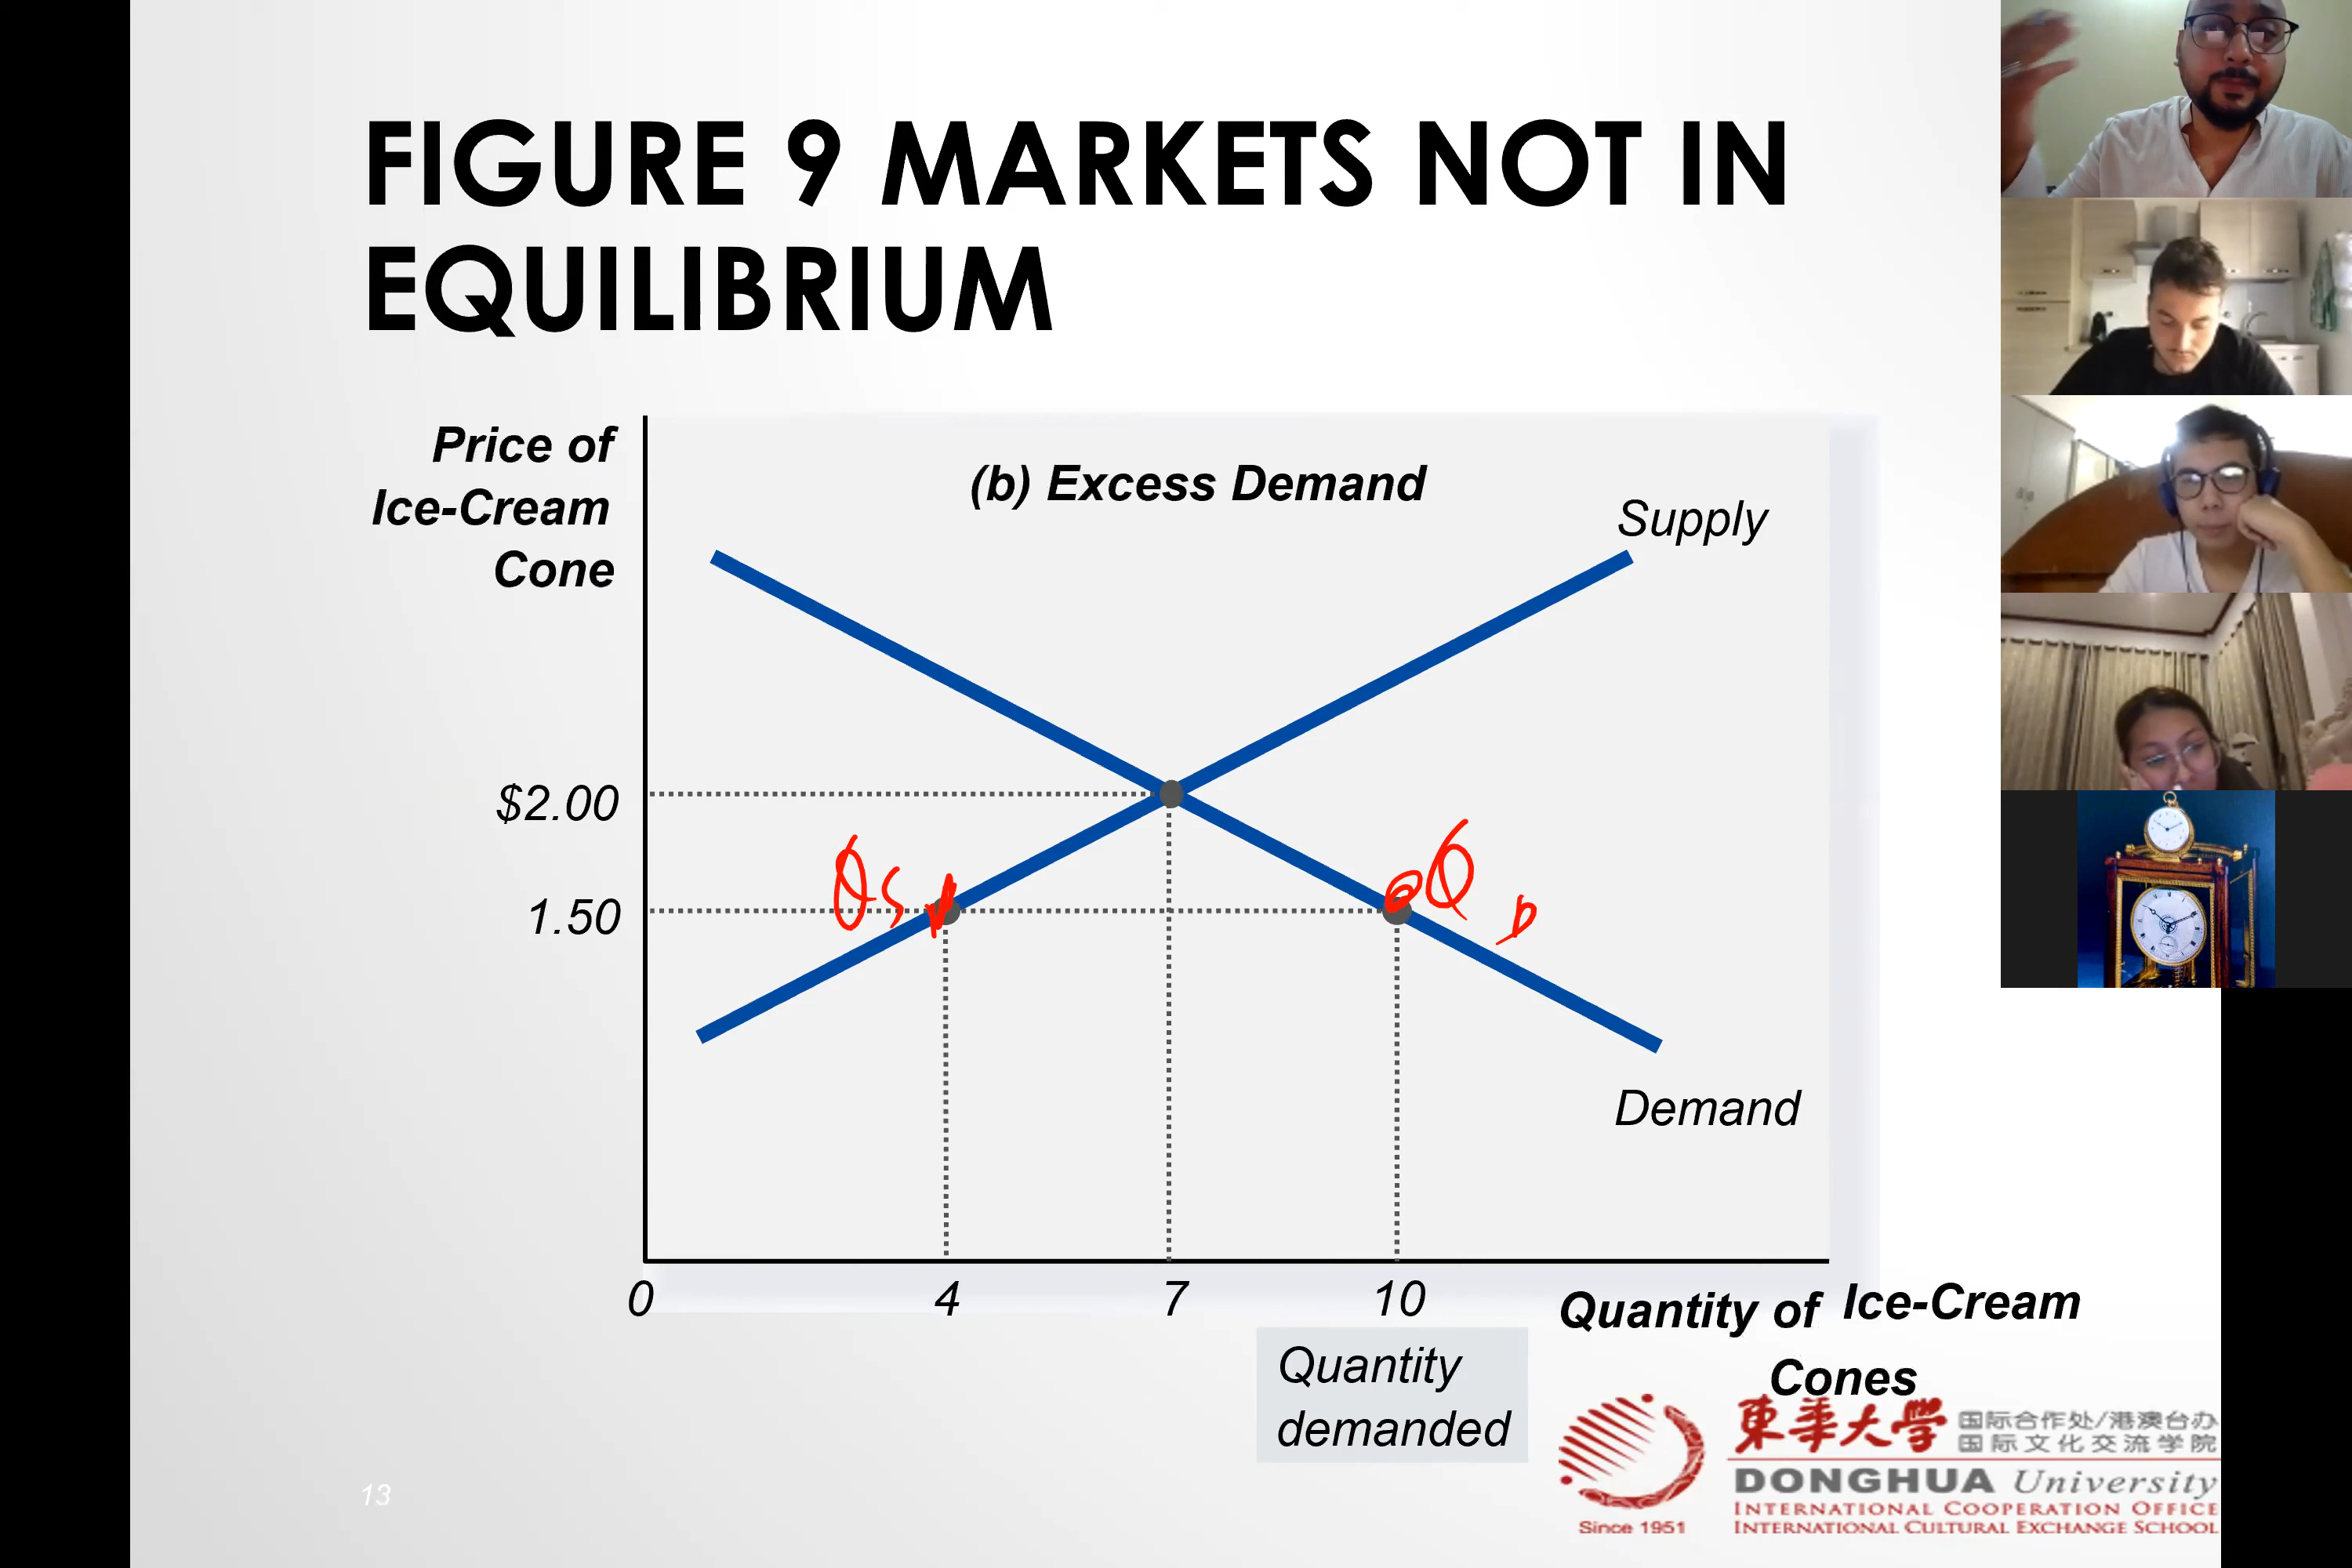 FIGURE 9 MARKETS NOT IN
EQUILIBRIUM
Price of
Ice-Cream
Cone
(b) Excess Demand
Supply
$2.00
1.50
Qs
QD
Demand
0 4 7 10
Quantity of Ice-Cream
Cones
Quantity
demanded
13
東華大學
国际合作处/港澳台办
国际文化交流学院
DONGHUA University
INTERNATIONAL COOPERATION OFFICE
INTERNATIONAL CULTURAL EXCHANGE SCHOOL
Since 1951